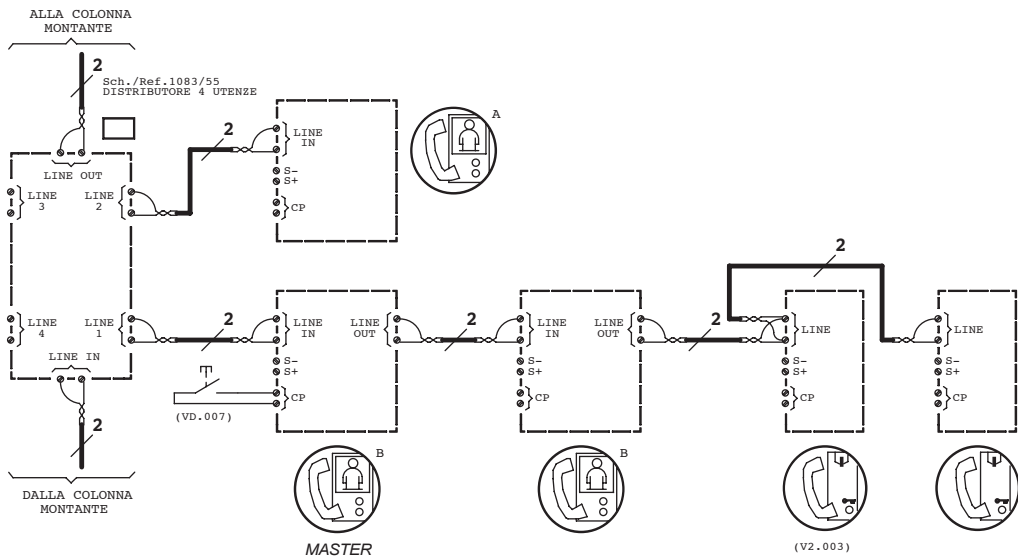 ALLA COLONNA
MONTANTE
2
Sch./Ref.1083/55
DISTRIBUTORE 4 UTENZE
LINE OUT
LINE
3
LINE
2
LINE
4
LINE
1
LINE IN
2
DALLA COLONNA
MONTANTE
2
LINE
IN
S-
S+
CP
A
2
(VD.007)
LINE
IN
LINE
OUT
S-
S+
CP
B
MASTER
2
LINE
IN
LINE
OUT
S-
S+
CP
B
2
2
LINE
S-
S+
CP
(V2.003)
LINE
S-
S+
CP